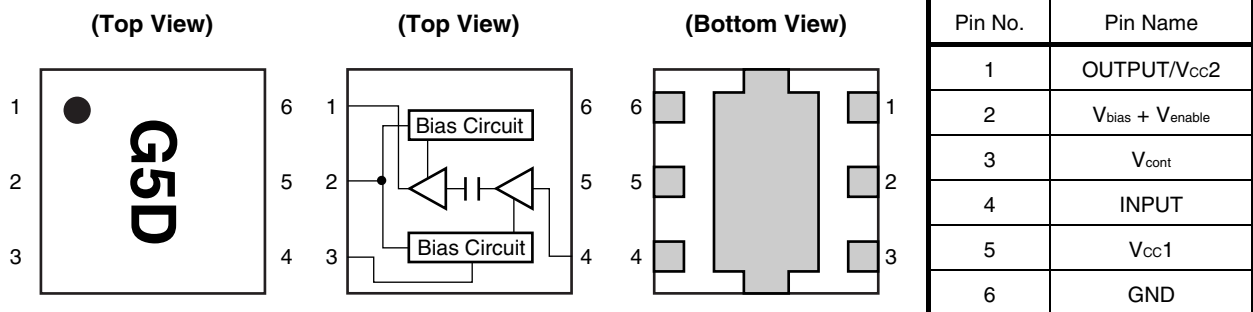 (Top View)
1
2
3
6
5
4
G5D
(Top View)
1
2
3
6
5
4
Bias Circuit
Bias Circuit
(Bottom View)
6
5
4
1
2
3
Pin No. Pin Name
1 OUTPUT/VCC2
2 Vbias + Venable
3 Vcont
4 INPUT
5 VCC1
6 GND